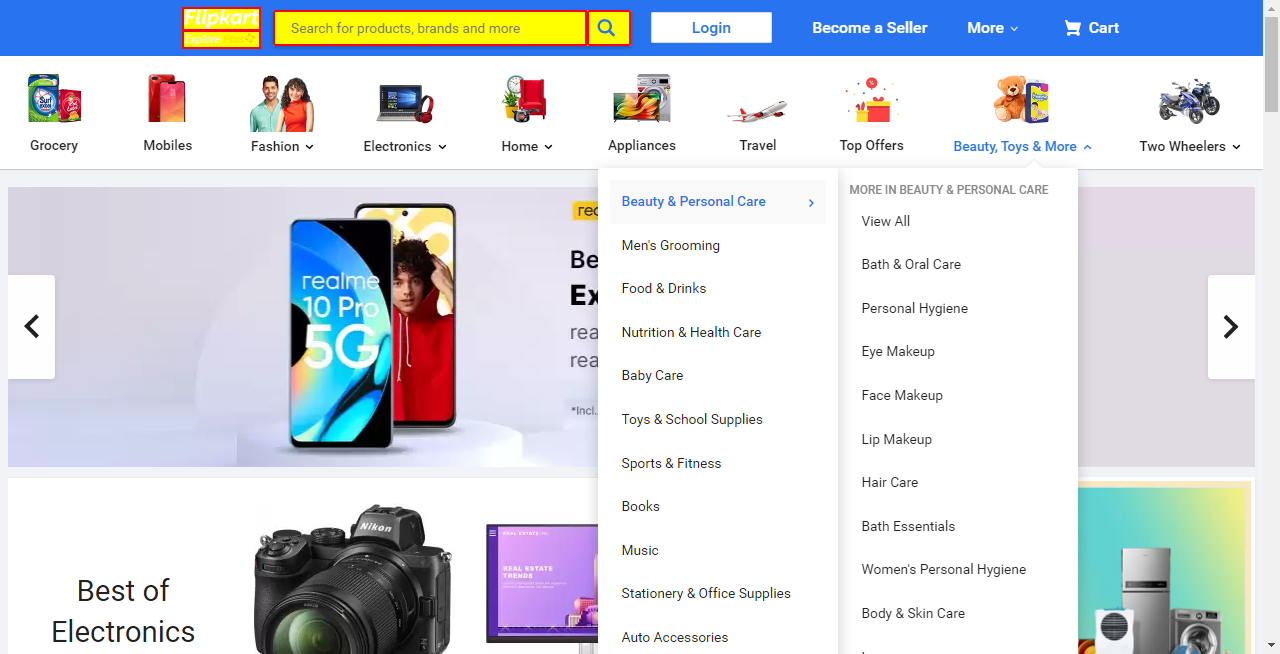 Flipkart
Explore Plus
Search for products, brands and more
Login
Become a Seller
More
Cart
Grocery
Mobiles
Fashion
Electronics
Home
Appliances
Travel
Top Offers
Beauty, Toys & More
Two Wheelers
Beauty & Personal Care
Men's Grooming
Food & Drinks
Nutrition & Health Care
Baby Care
Toys & School Supplies
Sports & Fitness
Books
Music
Stationery & Office Supplies
Auto Accessories
MORE IN BEAUTY & PERSONAL CARE
View All
Bath & Oral Care
Personal Hygiene
Eye Makeup
Face Makeup
Lip Makeup
Hair Care
Bath Essentials
Women's Personal Hygiene
Body & Skin Care
realme
10 Pro
5G
rea
Be
Ex
rea
rea
*Incl.
Best of
Electronics
Nikon
REAL ESTATE
REAL ESTATE
TRENDS
Surf
excel